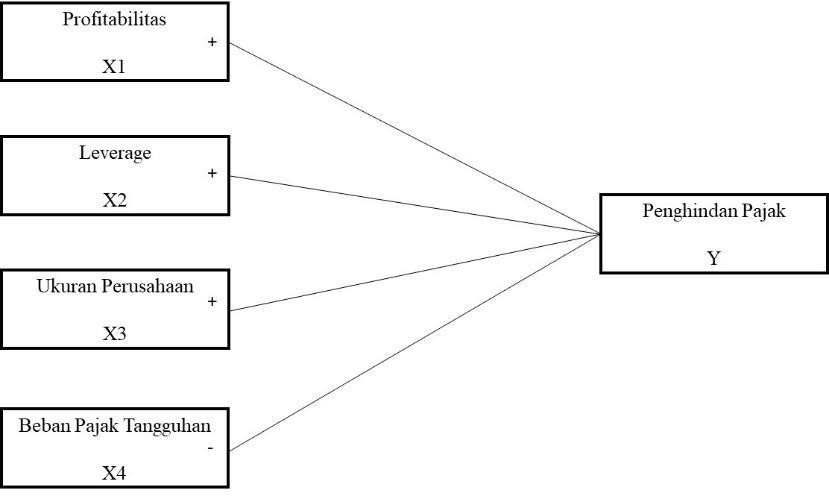 Profitabilitas
+
X1
Leverage
+
X2
Ukuran Perusahaan
+
X3
Beban Pajak Tangguhan
-
X4
Penghindan Pajak
Y